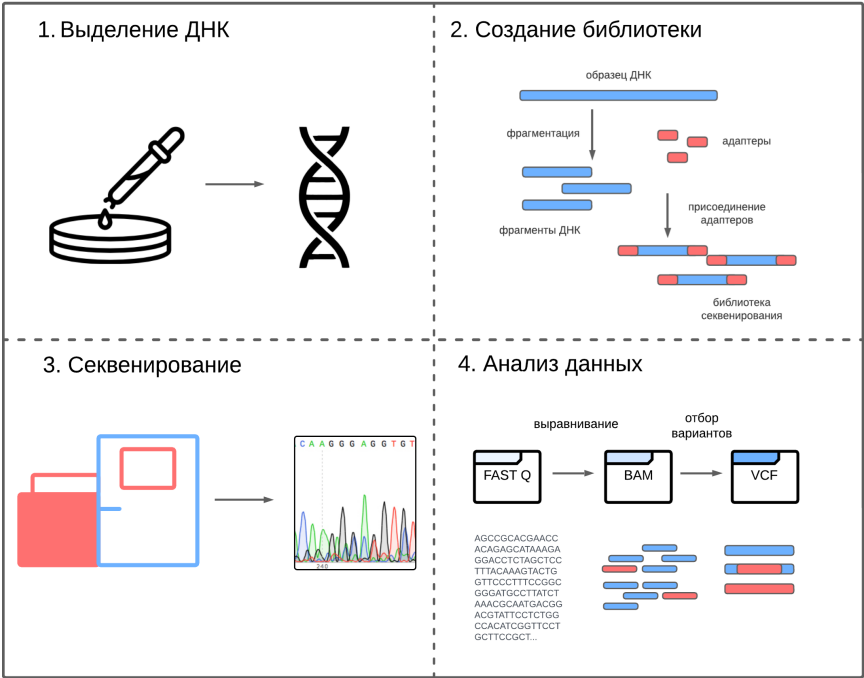 1. Выделение ДНК
2. Создание библиотеки
образец ДНК
фрагментация
адаптеры
присоединение
адаптеров
фрагменты ДНК
библиотека
секвенирования
3. Секвенирование
C A A G G G A G G T G T
240
4. Анализ данных
выравнивание
отбор
вариантов
FAST Q
BAM
VCF
AGCCGCACGAACC
ACAGAGCATAAAGA
GGACCTCTAGCTCC
TTTACAAAGTACTG
GTTCCCTTTCCGGC
GGGATGCCTTATCT
AAACGCAATGACGG
ACGTATTCCTCTGG
CCACATCGGTTCCT
GCTTCCGCT...